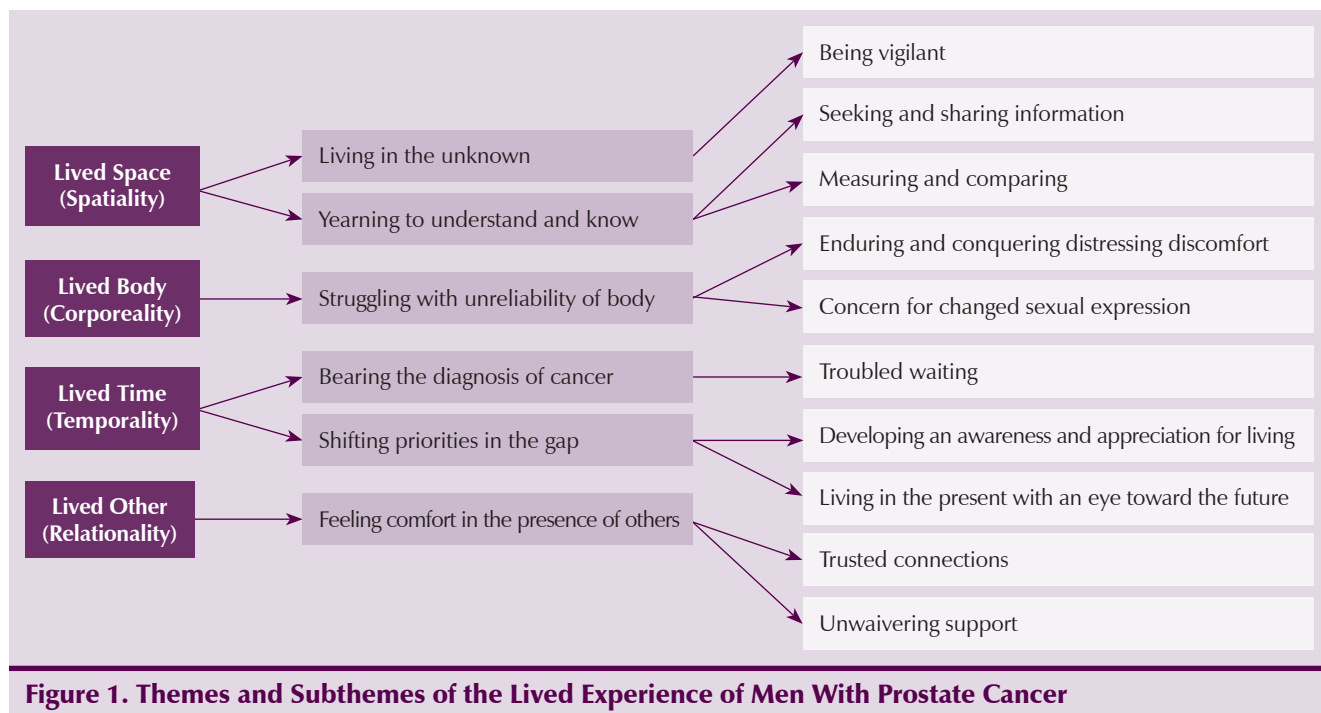 Lived Space
(Spatiality)
Lived Body
(Corporeality)
Lived Time
(Temporality)
Lived Other
(Relationality)
Living in the unknown
Yearning to understand and know
Struggling with unreliability of body
Bearing the diagnosis of cancer
Shifting priorities in the gap
Feeling comfort in the presence of others
Being vigilant
Seeking and sharing information
Measuring and comparing
Enduring and conquering distressing discomfort
Concern for changed sexual expression
Troubled waiting
Developing an awareness and appreciation for living
Living in the present with an eye toward the future
Trusted connections
Unwaivering support
Figure 1. Themes and Subthemes of the Lived Experience of Men With Prostate Cancer